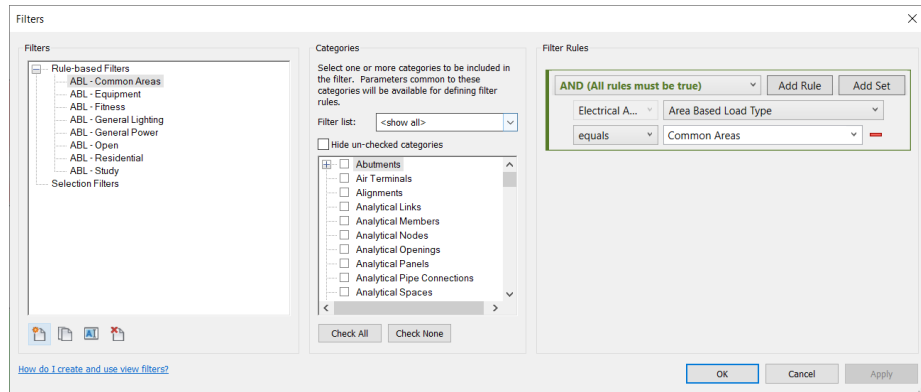 Filters
Filters
Rule-based Filters
ABL - Common Areas
ABL - Equipment
ABL - Fitness
ABL - General Lighting
ABL - General Power
ABL - Open
ABL - Residential
ABL - Study
Selection Filters
How do I create and use view filters?
Categories
Select one or more categories to be included in
the filter. Parameters common to these
categories will be available for defining filter
rules.
Filter list: <show all>
Hide un-checked categories
Abutments
Air Terminals
Alignments
Analytical Links
Analytical Members
Analytical Nodes
Analytical Openings
Analytical Panels
Analytical Pipe Connections
Analytical Spaces
Check All Check None
Filter Rules
AND (All rules must be true) Add Rule Add Set
Electrical A... Area Based Load Type
equals Common Areas
OK Cancel Apply